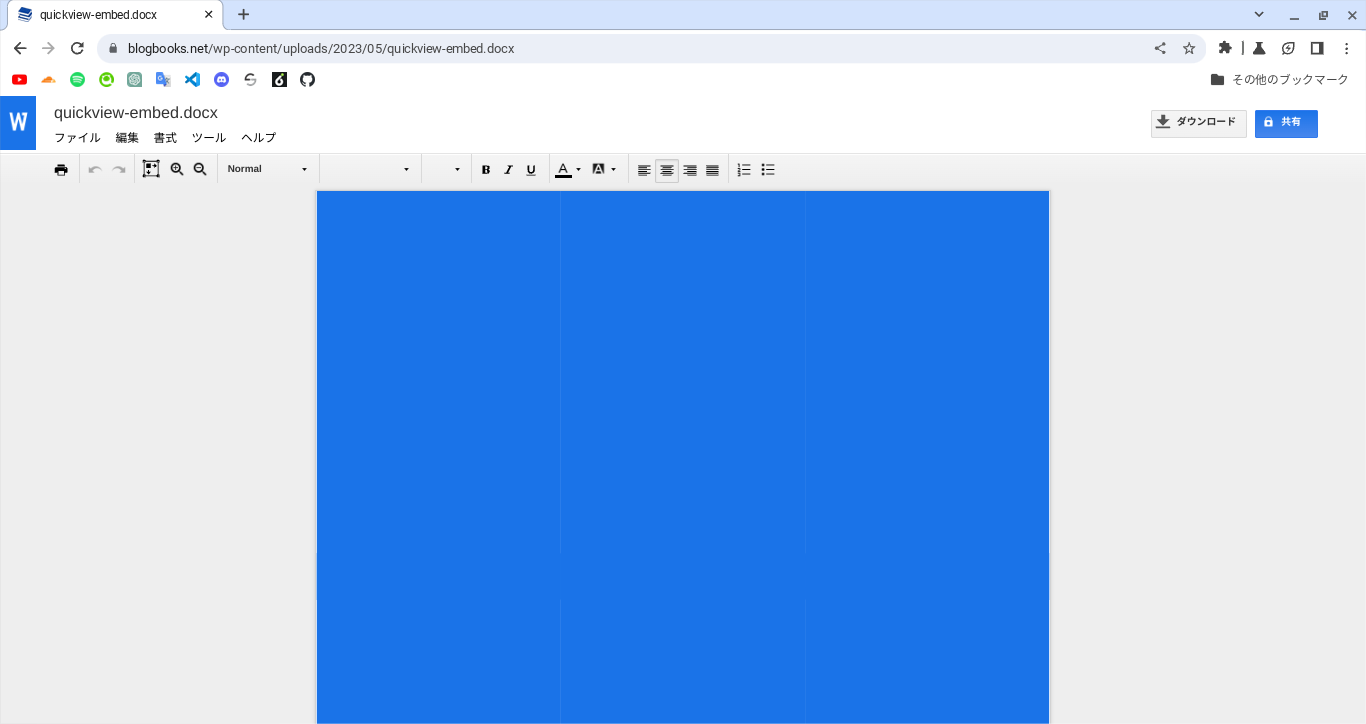 quickview-embed.docx
blogbooks.net/wp-content/uploads/2023/05/quickview-embed.docx
その他のブックマーク
W
quickview-embed.docx
ファイル 編集 書式 ツール ヘルプ
ダウンロード 共有
Normal B I U A A